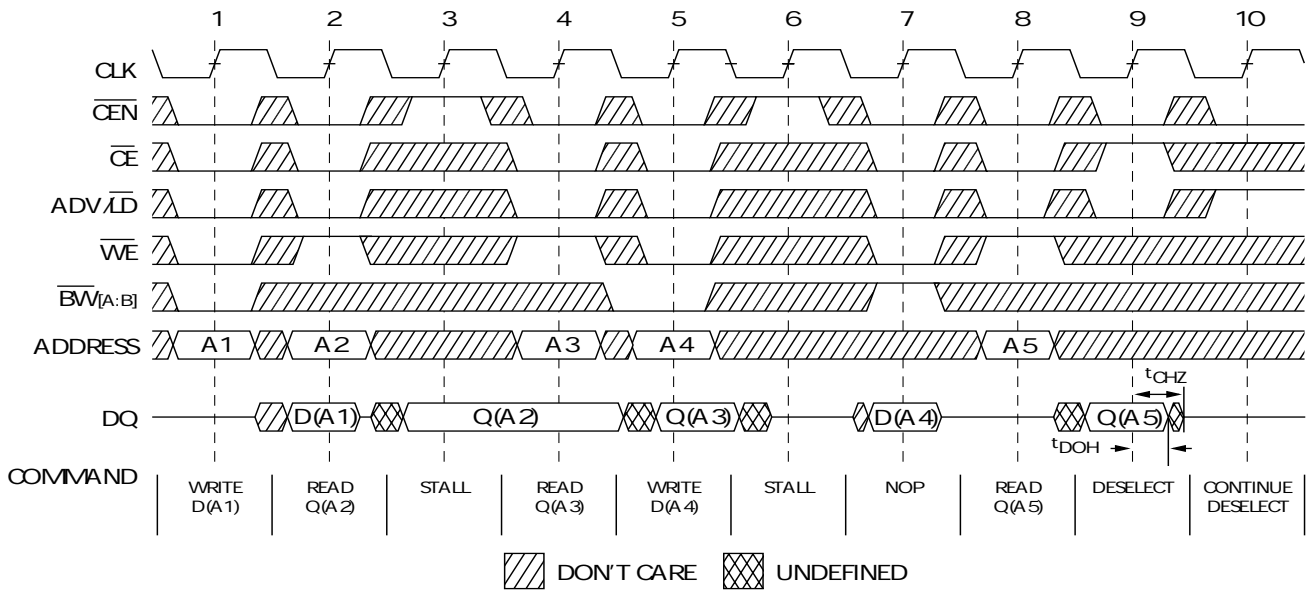 1 2 3 4 5 6 7 8 9 10
CLK
CEN
CE
ADV/LD
WE
BW[A:B]
ADDRESS A1 A2 A3 A4 A5
tCHZ
DQ D(A1) Q(A2) Q(A3) D(A4) Q(A5)
tDOH
COMMAND
WRITE READ STALL READ WRITE STALL NOP READ DESELECT CONTINUE
D(A1) Q(A2) Q(A3) D(A4) Q(A5) DESELECT
DON'T CARE UNDEFINED